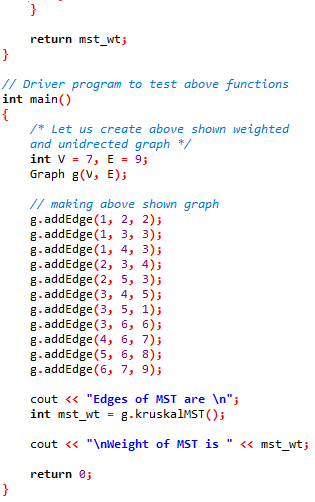 }

    return mst_wt;
}

// Driver program to test above functions
int main()
{
    /* Let us create above shown weighted
    and unidrected graph */
    int V = 7, E = 9;
    Graph g(V, E);

    // making above shown graph
    g.addEdge(1, 2, 2);
    g.addEdge(1, 3, 3);
    g.addEdge(1, 4, 3);
    g.addEdge(2, 3, 4);
    g.addEdge(2, 5, 3);
    g.addEdge(3, 4, 5);
    g.addEdge(3, 5, 1);
    g.addEdge(3, 6, 6);
    g.addEdge(4, 6, 7);
    g.addEdge(5, 6, 8);
    g.addEdge(6, 7, 9);

    cout << "Edges of MST are \n";
    int mst_wt = g.kruskalMST();

    cout << "\nWeight of MST is " << mst_wt;

    return 0;
}